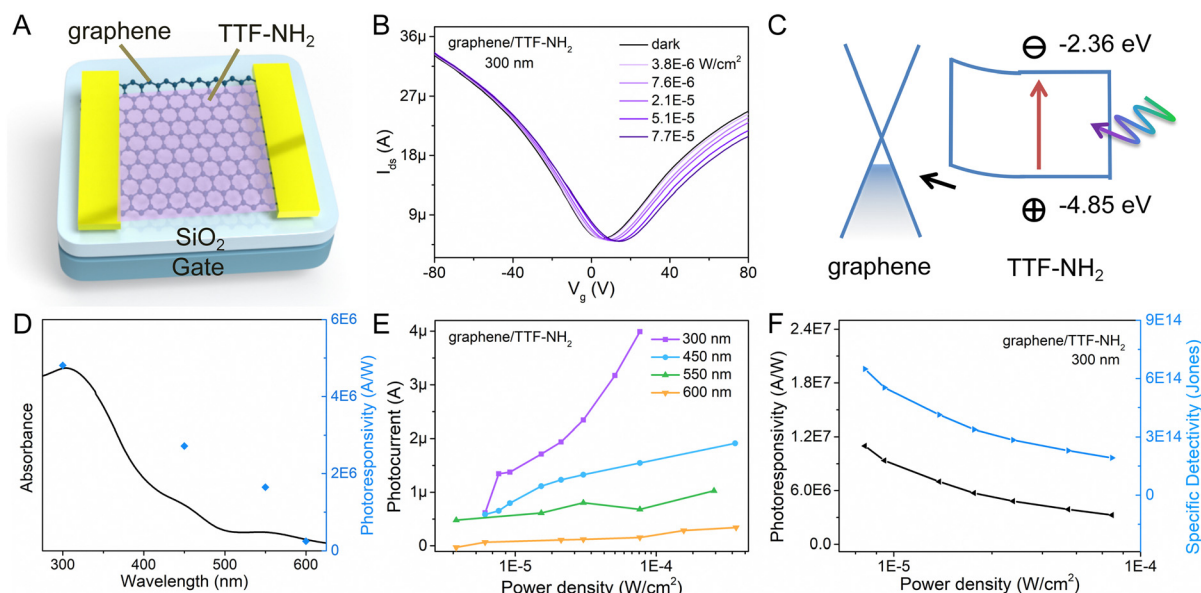 A
graphene
TTF-NH₂
SiO₂
Gate
B
graphene/TTF-NH₂
300 nm
dark
3.8E-6 W/cm²
7.6E-6
2.1E-5
5.1E-5
7.7E-5
36μ
27μ
18μ
9μ
I_ds (A)
-80
-40
0
40
80
V_g (V)
C
⊖ -2.36 eV
⊕ -4.85 eV
graphene
TTF-NH₂
D
Absorbance
300
400
500
600
Wavelength (nm)
6E6
4E6
2E6
0
Photoresponsivity (A/W)
E
graphene/TTF-NH₂
300 nm
450 nm
550 nm
600 nm
4μ
3μ
2μ
1μ
0
Photocurrent (A)
1E-5
1E-4
Power density (W/cm²)
F
graphene/TTF-NH₂
300 nm
2.4E7
1.8E7
1.2E7
6.0E6
0.0
Photoresponsivity (A/W)
1E-5
1E-4
Power density (W/cm²)
9E14
6E14
3E14
0
Specific Detectivity (Jones)